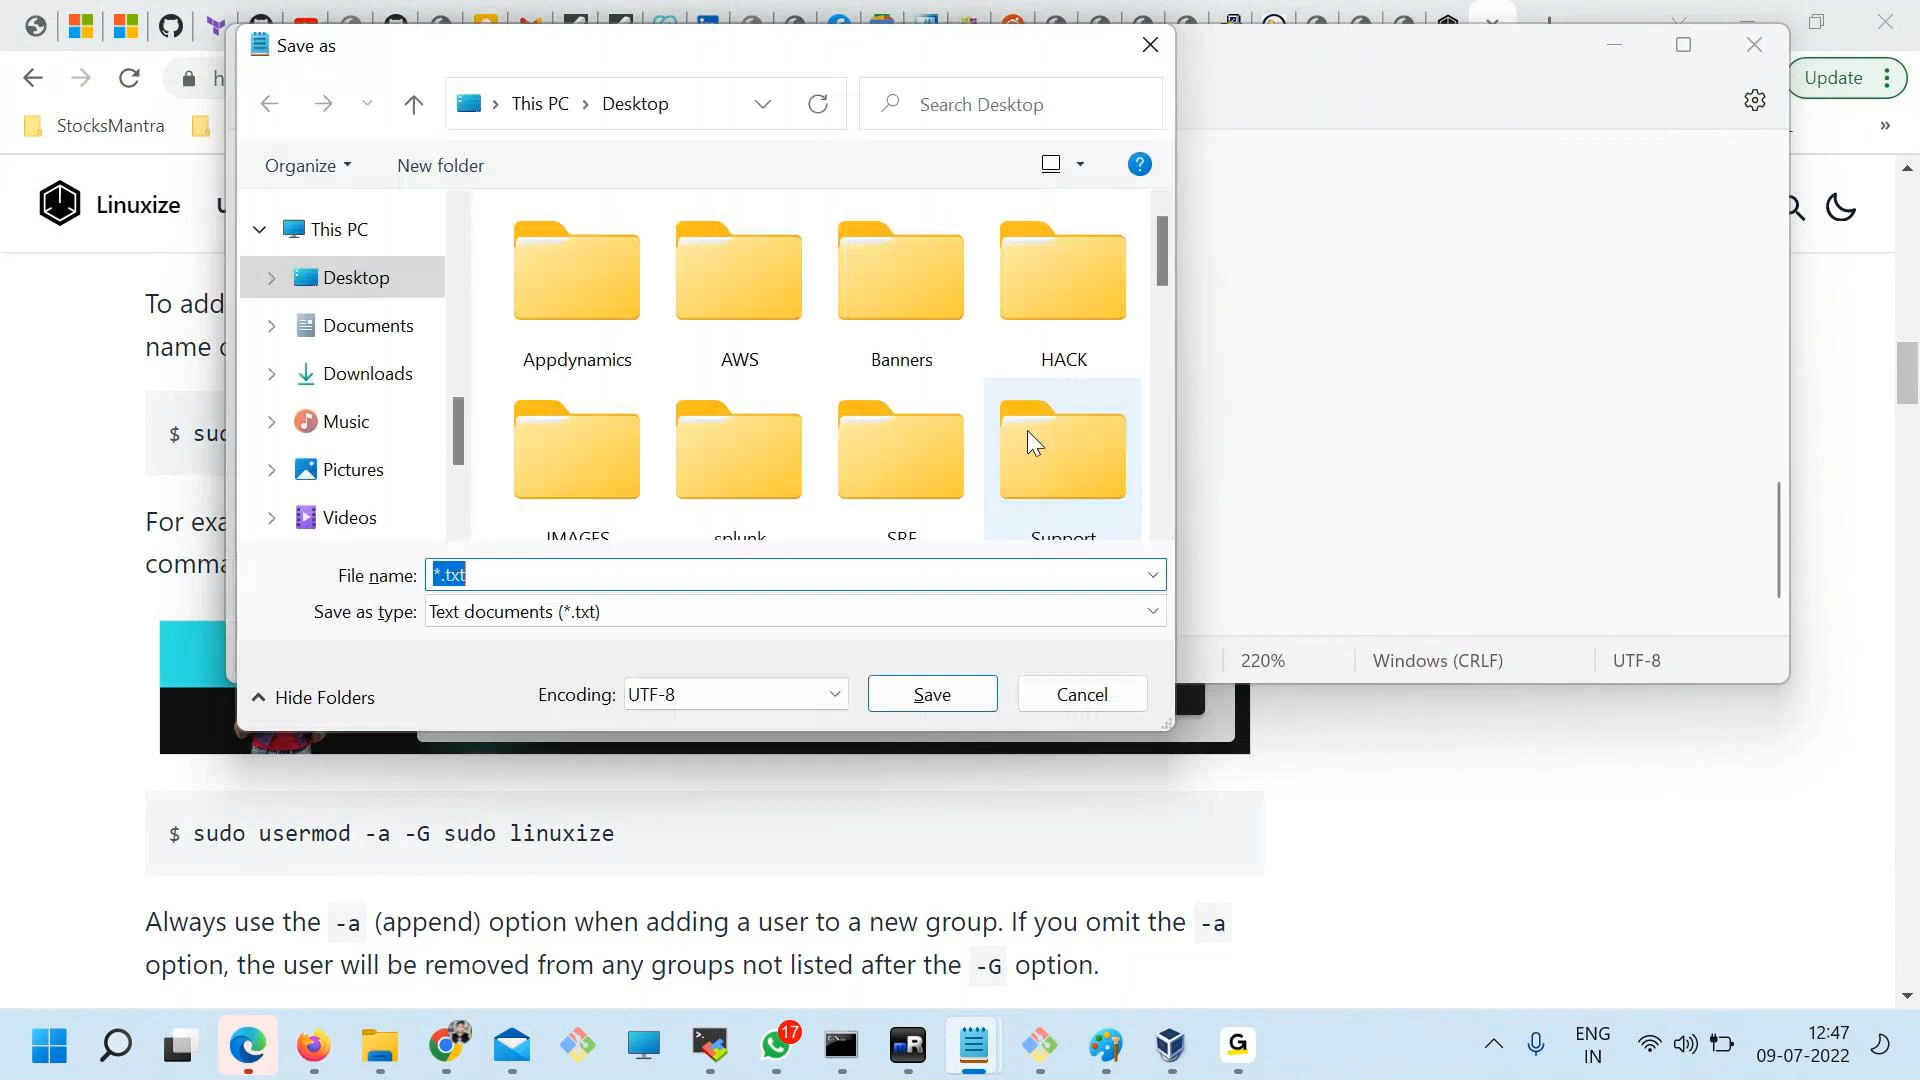 Save as
This PC
Desktop
Search Desktop
Update
StocksMantra
»
Organize
New folder
?
Linuxize
U
This PC
Desktop
Documents
Downloads
Music
Pictures
Videos
Appdynamics
AWS
Banners
HACK
IMAGES
splunk
SRE
Support
To add
name
$
For
File name:
*.txt
Save as type:
Text documents (*.txt)
Hide Folders
Encoding:
UTF-8
Save
Cancel
220%
Windows (CRLF)
UTF-8
$ sudo usermod -a -G sudo linuxize
Always use the -a (append) option when adding a user to a new group. If you omit the -a
option, the user will be removed from any groups not listed after the -G option.
17
ENG
IN
12:47
09-07-2022